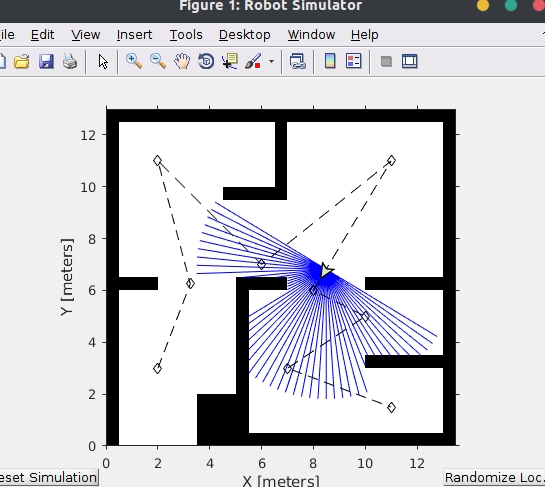 Figure 1: Robot Simulator
ile Edit View Insert Tools Desktop Window Help
12
10
8
6
4
2
0
Y [meters]
0 2 4 6 8 10 12
X [meters]
eset Simulation
Randomize Loc.